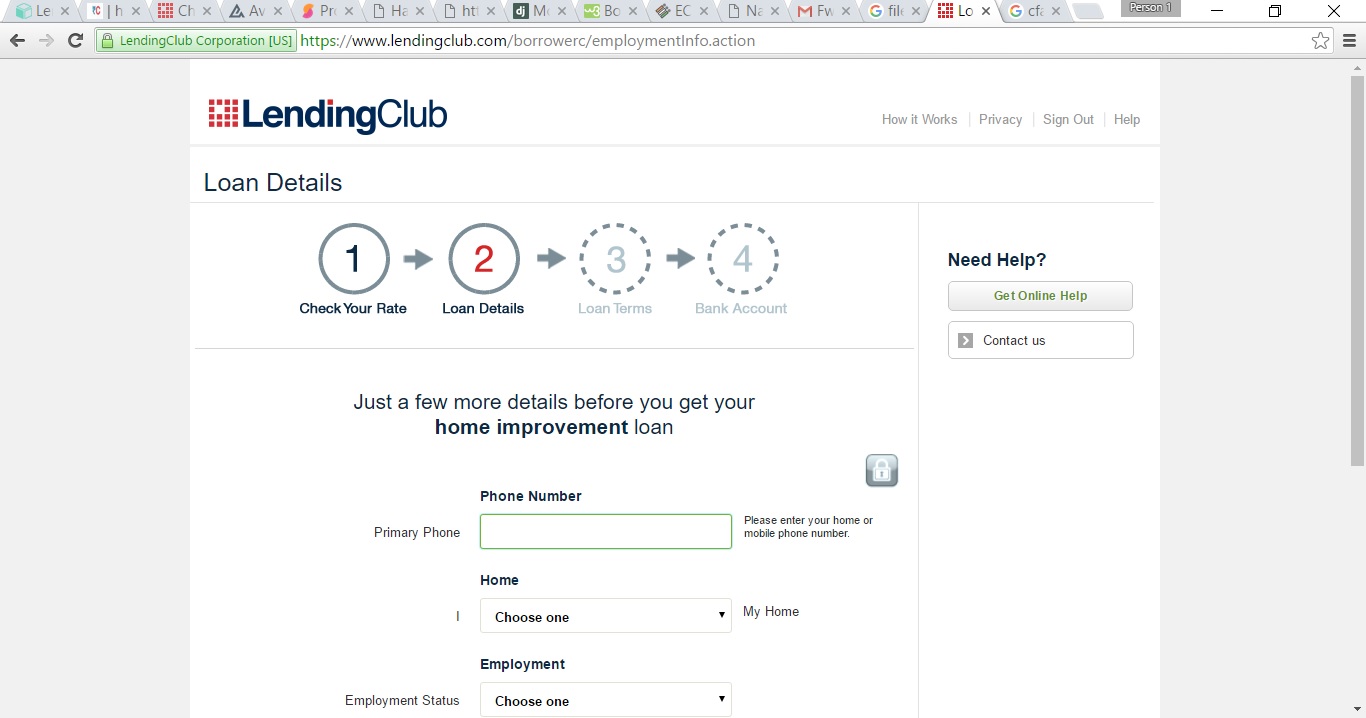 Le
h
Ch
Av
Pr
Ha
htt
dj
M
w3
Bo
EC
Na
Fw
file
Lo
cfa
Person 1
LendingClub Corporation [US]
https://www.lendingclub.com/borrowerc/employmentInfo.action
LendingClub
How it Works
Privacy
Sign Out
Help
Loan Details
1
2
3
4
Check Your Rate
Loan Details
Loan Terms
Bank Account
Need Help?
Get Online Help
Contact us
Just a few more details before you get your
home improvement loan
Phone Number
Primary Phone
Please enter your home or
mobile phone number.
Home
I
Choose one
My Home
Employment
Employment Status
Choose one